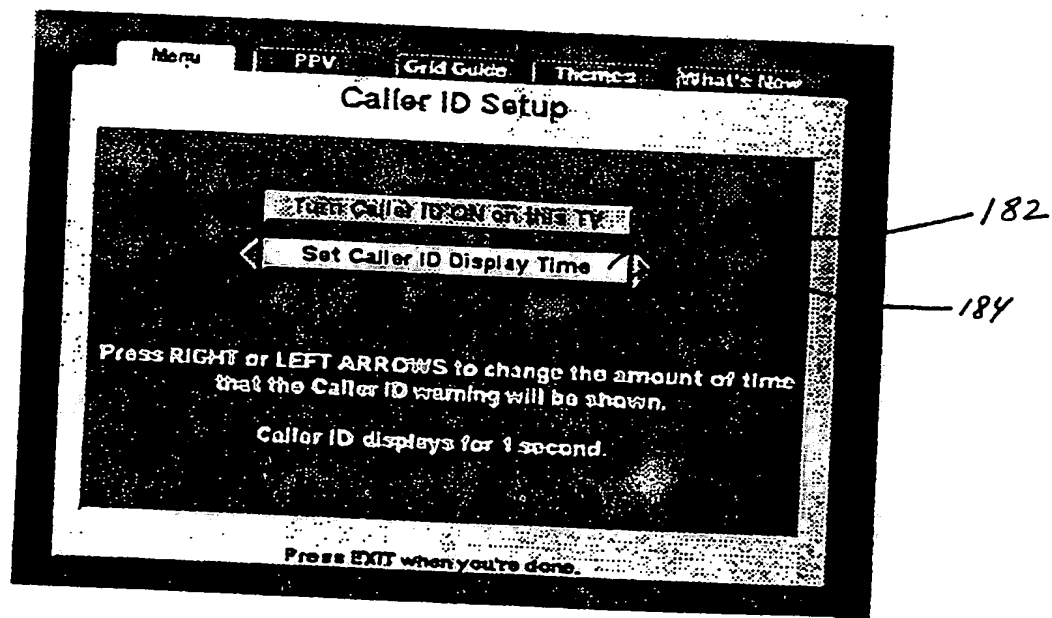 Menu PPV Grid Guide Themes What's Now
Caller ID Setup
Turn Caller ID ON on this TV
182
Set Caller ID Display Time
184
Press RIGHT or LEFT ARROWS to change the amount of time
that the Caller ID warning will be shown.
Caller ID displays for 1 second.
Press EXIT when you're done.